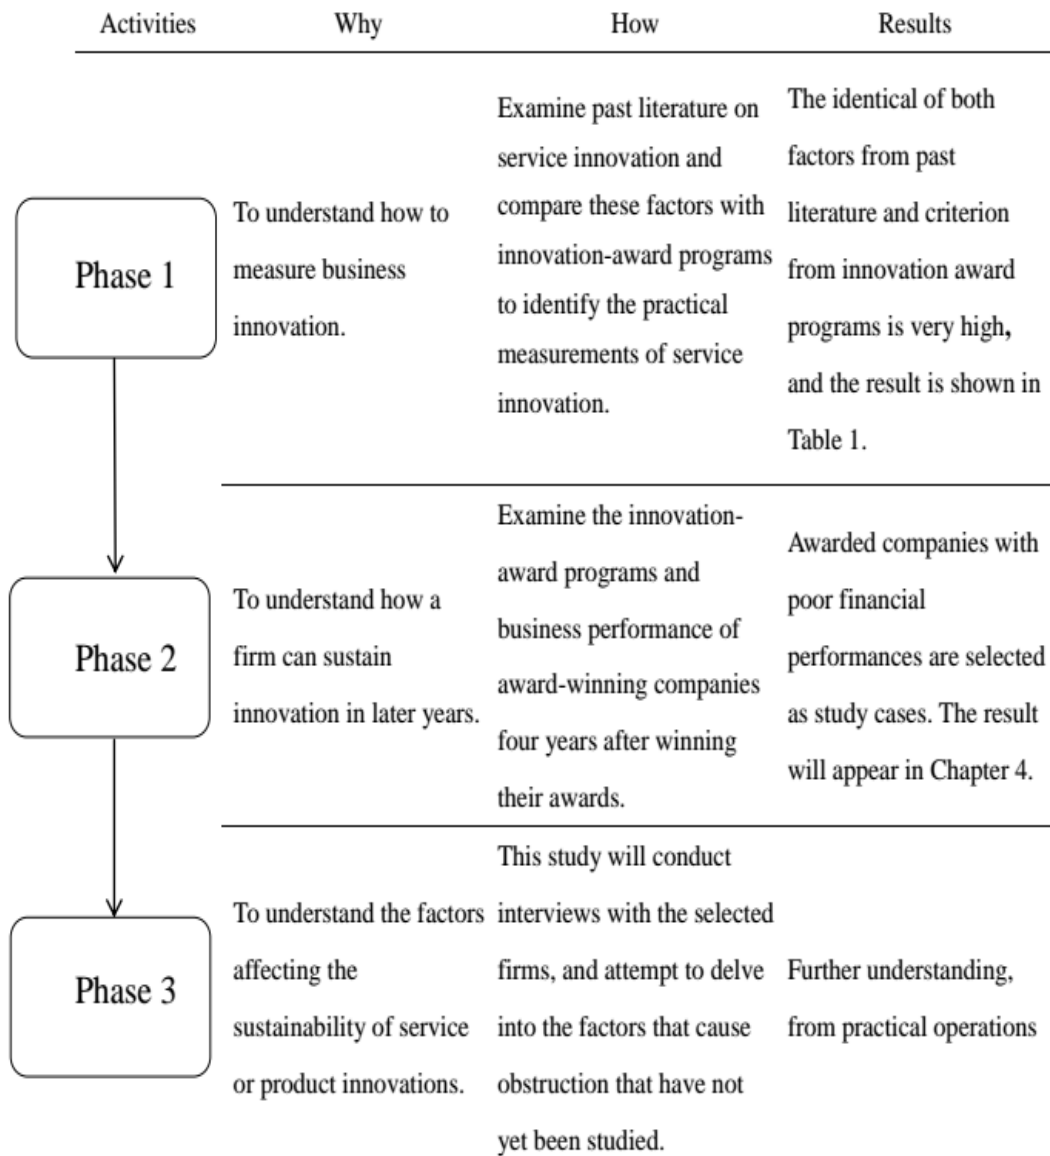 Activities Why How Results
Phase 1
To understand how to
measure business
innovation.
Examine past literature on
service innovation and
compare these factors with
innovation-award programs
to identify the practical
measurements of service
innovation.
The identical of both
factors from past
literature and criterion
from innovation award
programs is very high,
and the result is shown in
Table 1.
Phase 2
To understand how a
firm can sustain
innovation in later years.
Examine the innovation-
award programs and
business performance of
award-winning companies
four years after winning
their awards.
Awarded companies with
poor financial
performances are selected
as study cases. The result
will appear in Chapter 4.
Phase 3
To understand the factors
affecting the
sustainability of service
or product innovations.
This study will conduct
interviews with the selected
firms, and attempt to delve
into the factors that cause
obstruction that have not
yet been studied.
Further understanding,
from practical operations